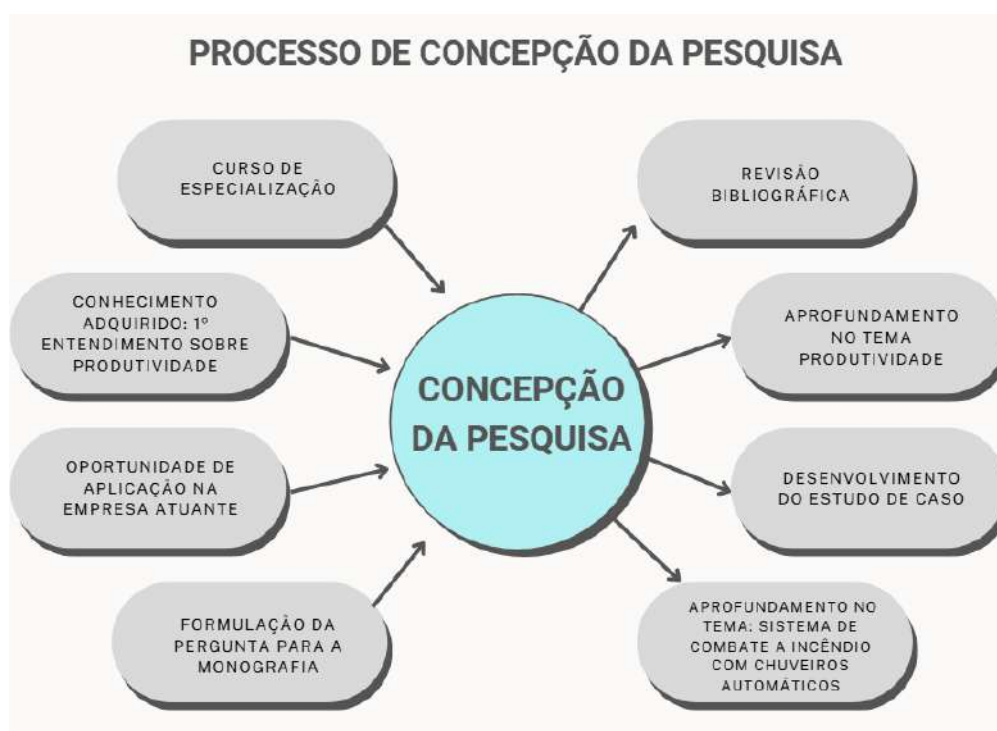 PROCESSO DE CONCEPÇÃO DA PESQUISA
CURSO DE
ESPECIALIZAÇÃO
CONHECIMENTO
ADQUIRIDO: 1º
ENTENDIMENTO SOBRE
PRODUTIVIDADE
OPORTUNIDADE DE
APLICAÇÃO NA
EMPRESA ATUANTE
FORMULAÇÃO DA
PERGUNTA PARA A
MONOGRAFIA
CONCEPÇÃO
DA PESQUISA
REVISÃO
BIBLIOGRÁFICA
APROFUNDAMENTO
NO TEMA
PRODUTIVIDADE
DESENVOLVIMENTO
DO ESTUDO DE CASO
APROFUNDAMENTO NO
TEMA: SISTEMA DE
COMBATE A INCÊNDIO
COM CHUVEIROS
AUTOMÁTICOS